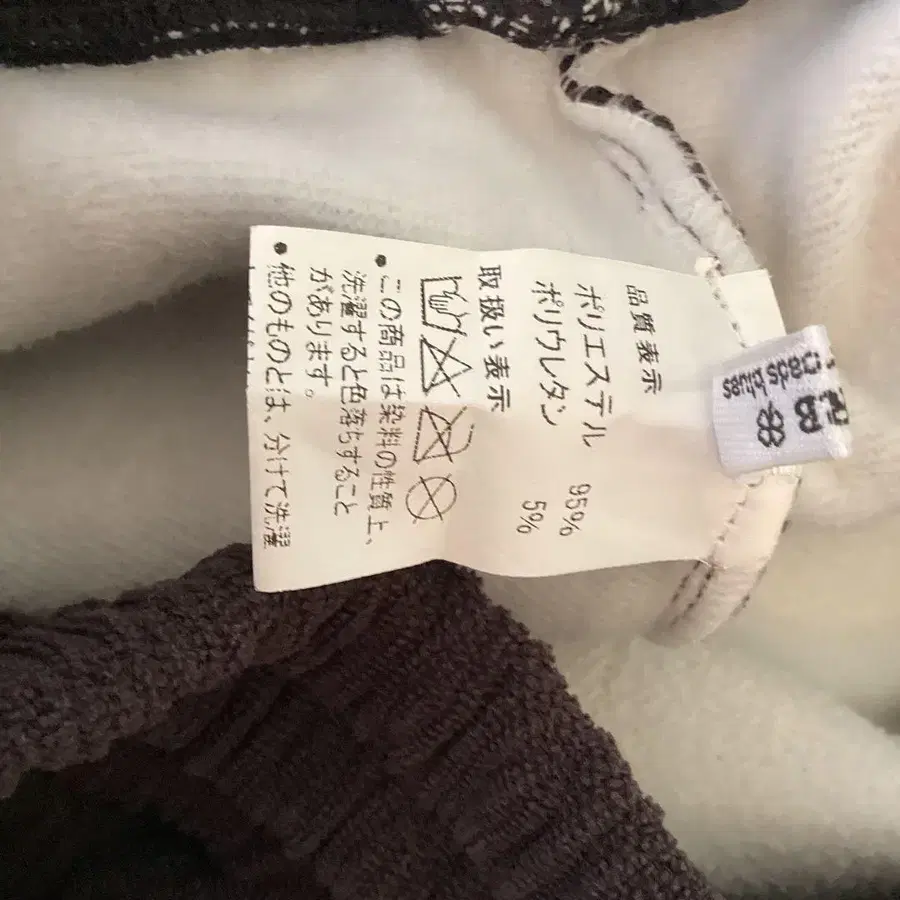 品質表示
ポリエステル 95%
ポリウレタン 5%
取扱い表示
●この商品は染料の性質上、
洗濯すると色落ちすること
があります。
●他のものとは、分けて洗濯